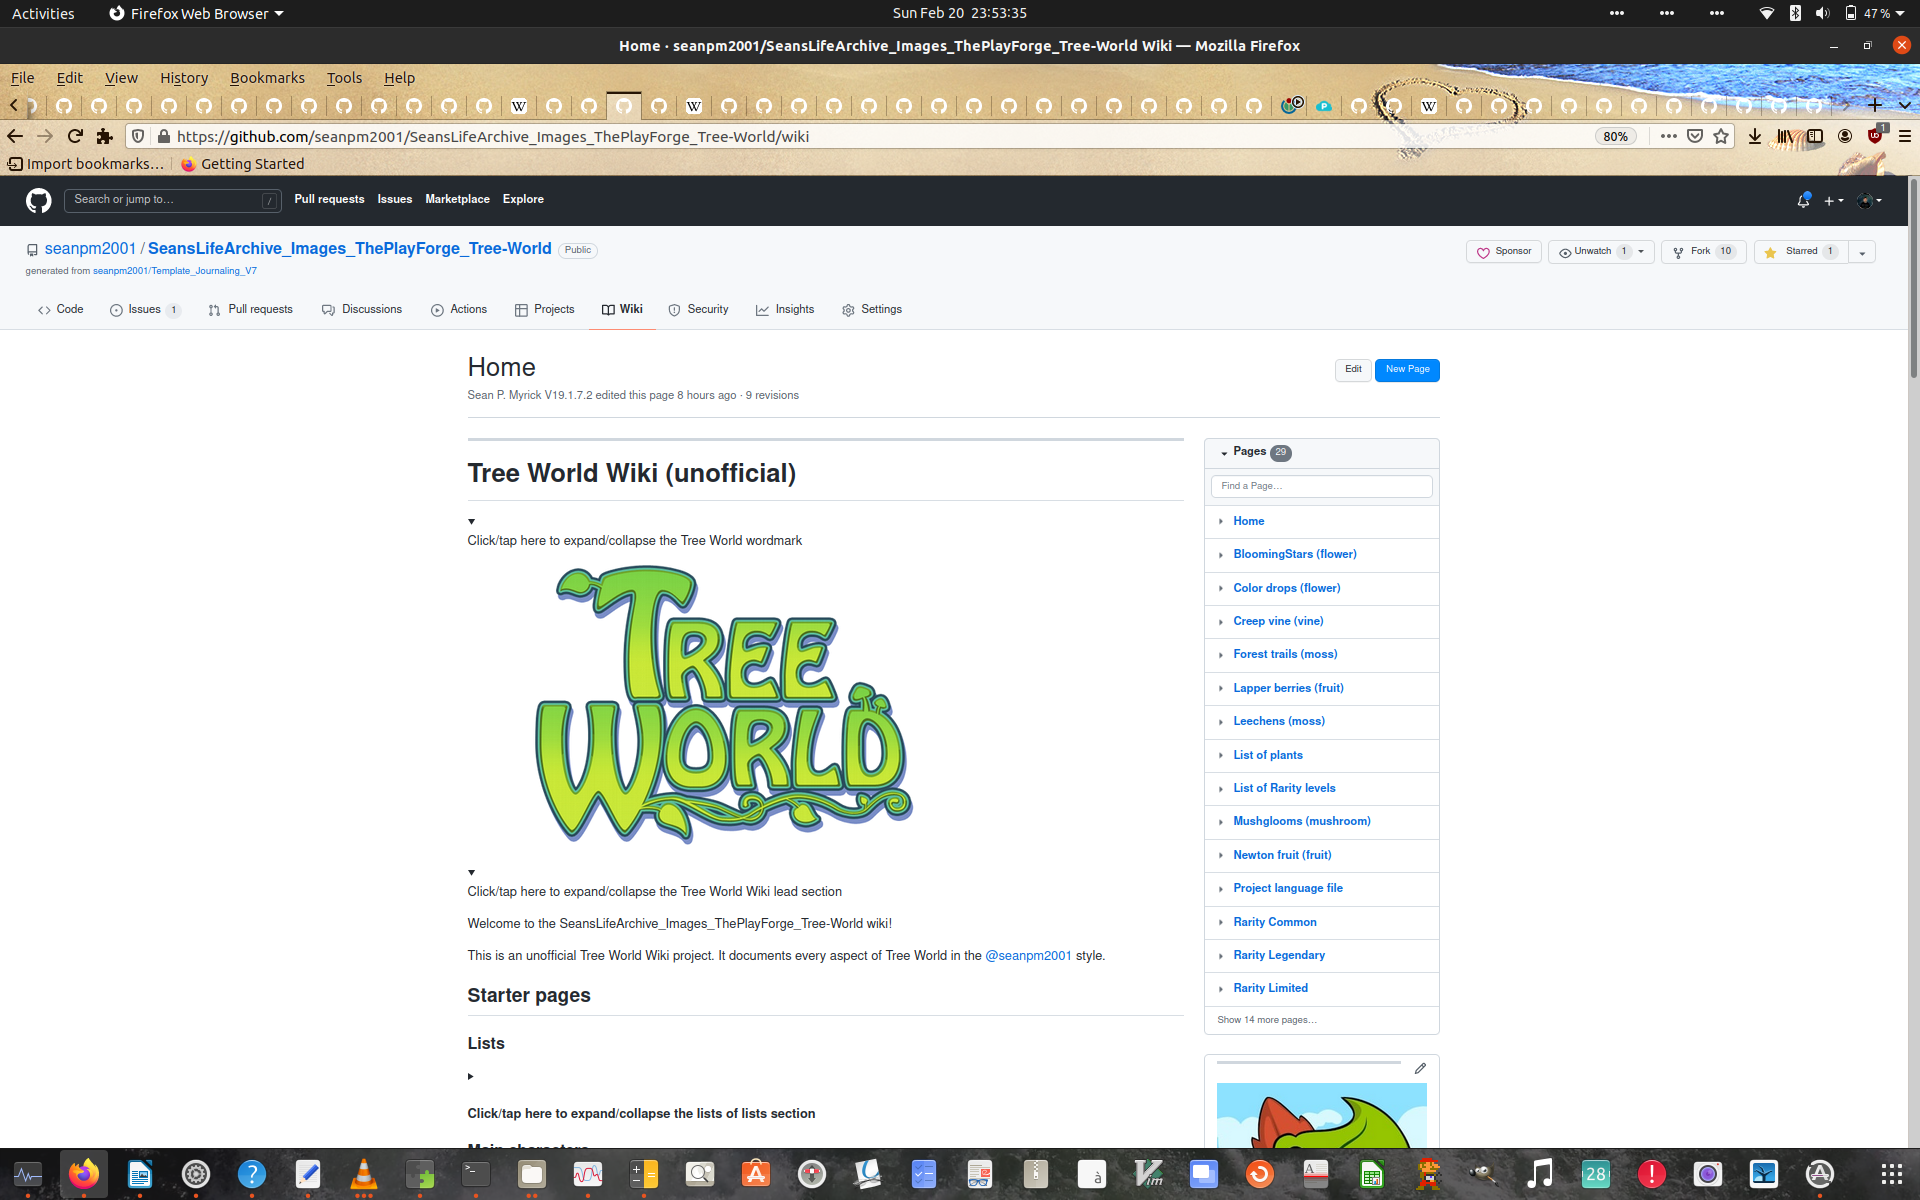 Activities
Firefox Web Browser
Sun Feb 20 23:53:35
47 %
Home · seanpm2001/SeansLifeArchive_Images_ThePlayForge_Tree-World Wiki — Mozilla Firefox
File Edit View History Bookmarks Tools Help
https://github.com/seanpm2001/SeansLifeArchive_Images_ThePlayForge_Tree-World/wiki
80%
1
Import bookmarks…
Getting Started
Search or jump to…
/
Pull requests Issues Marketplace Explore
seanpm2001 / SeansLifeArchive_Images_ThePlayForge_Tree-World Public
Sponsor
Unwatch 1
Fork 10
Starred 1
generated from seanpm2001/Template_Journaling_V7
Code
Issues 1
Pull requests
Discussions
Actions
Projects
Wiki
Security
Insights
Settings
Home
Edit
New Page
Sean P. Myrick V19.1.7.2 edited this page 8 hours ago · 9 revisions
Tree World Wiki (unofficial)
Click/tap here to expand/collapse the Tree World wordmark
TREE
WORLD
Click/tap here to expand/collapse the Tree World Wiki lead section
Welcome to the SeansLifeArchive_Images_ThePlayForge_Tree-World wiki!
This is an unofficial Tree World Wiki project. It documents every aspect of Tree World in the @seanpm2001 style.
Starter pages
Lists
Click/tap here to expand/collapse the lists of lists section
Main characters
Pages 29
Find a Page…
Home
BloomingStars (flower)
Color drops (flower)
Creep vine (vine)
Forest trails (moss)
Lapper berries (fruit)
Leechens (moss)
List of plants
List of Rarity levels
Mushglooms (mushroom)
Newton fruit (fruit)
Project language file
Rarity Common
Rarity Legendary
Rarity Limited
Show 14 more pages…
28